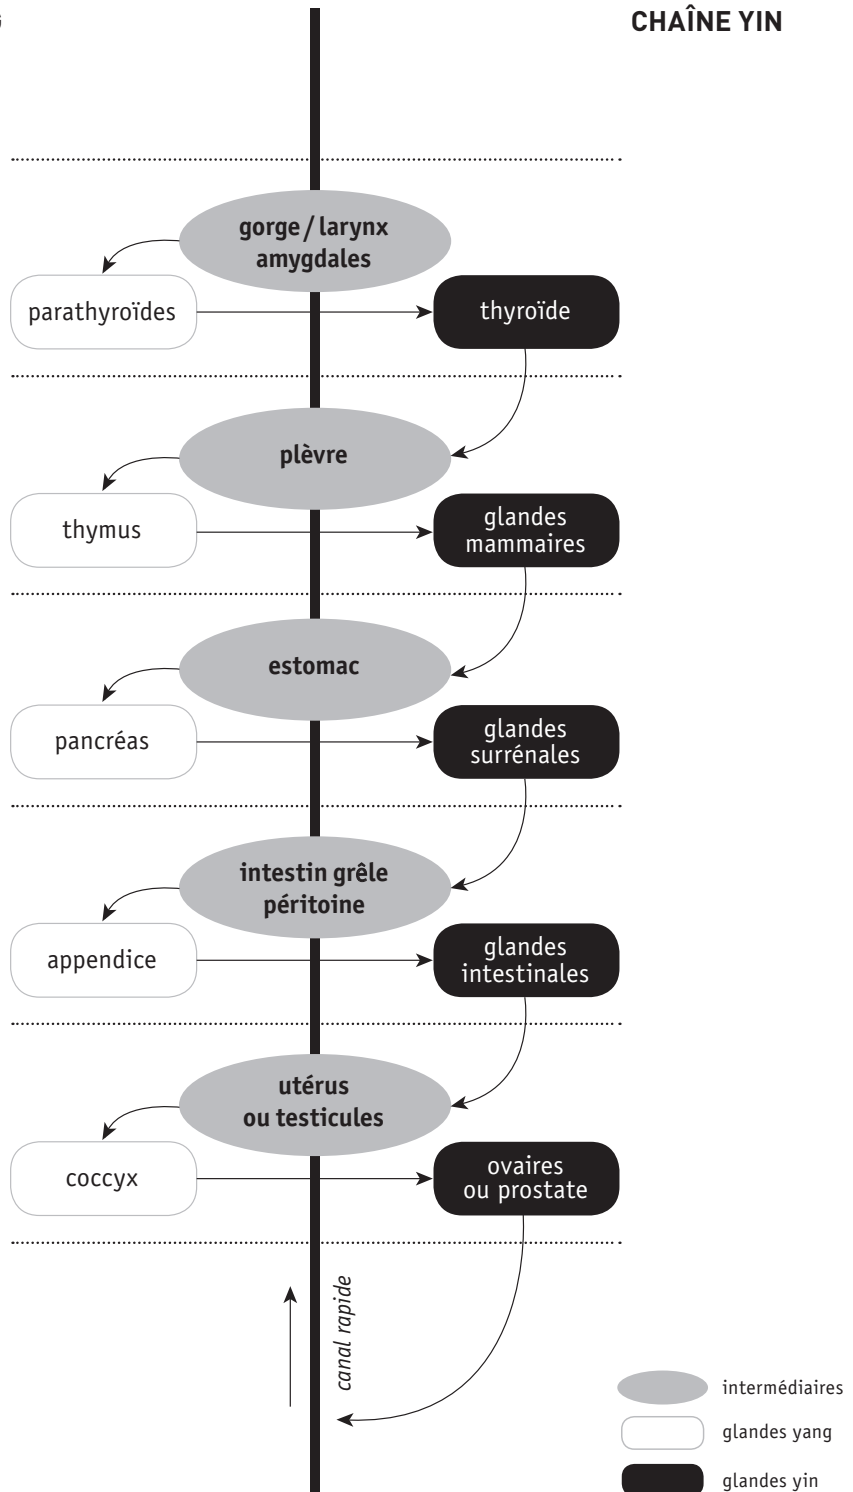 G
CHAÎNE YIN
gorge / larynx
amygdales
parathyroïdes
thyroïde
plèvre
thymus
glandes
mammaires
estomac
pancréas
glandes
surrénales
intestin grêle
péritoine
appendice
glandes
intestinales
utérus
ou testicules
coccyx
ovaires
ou prostate
canal rapide
intermédiaires
glandes yang
glandes yin